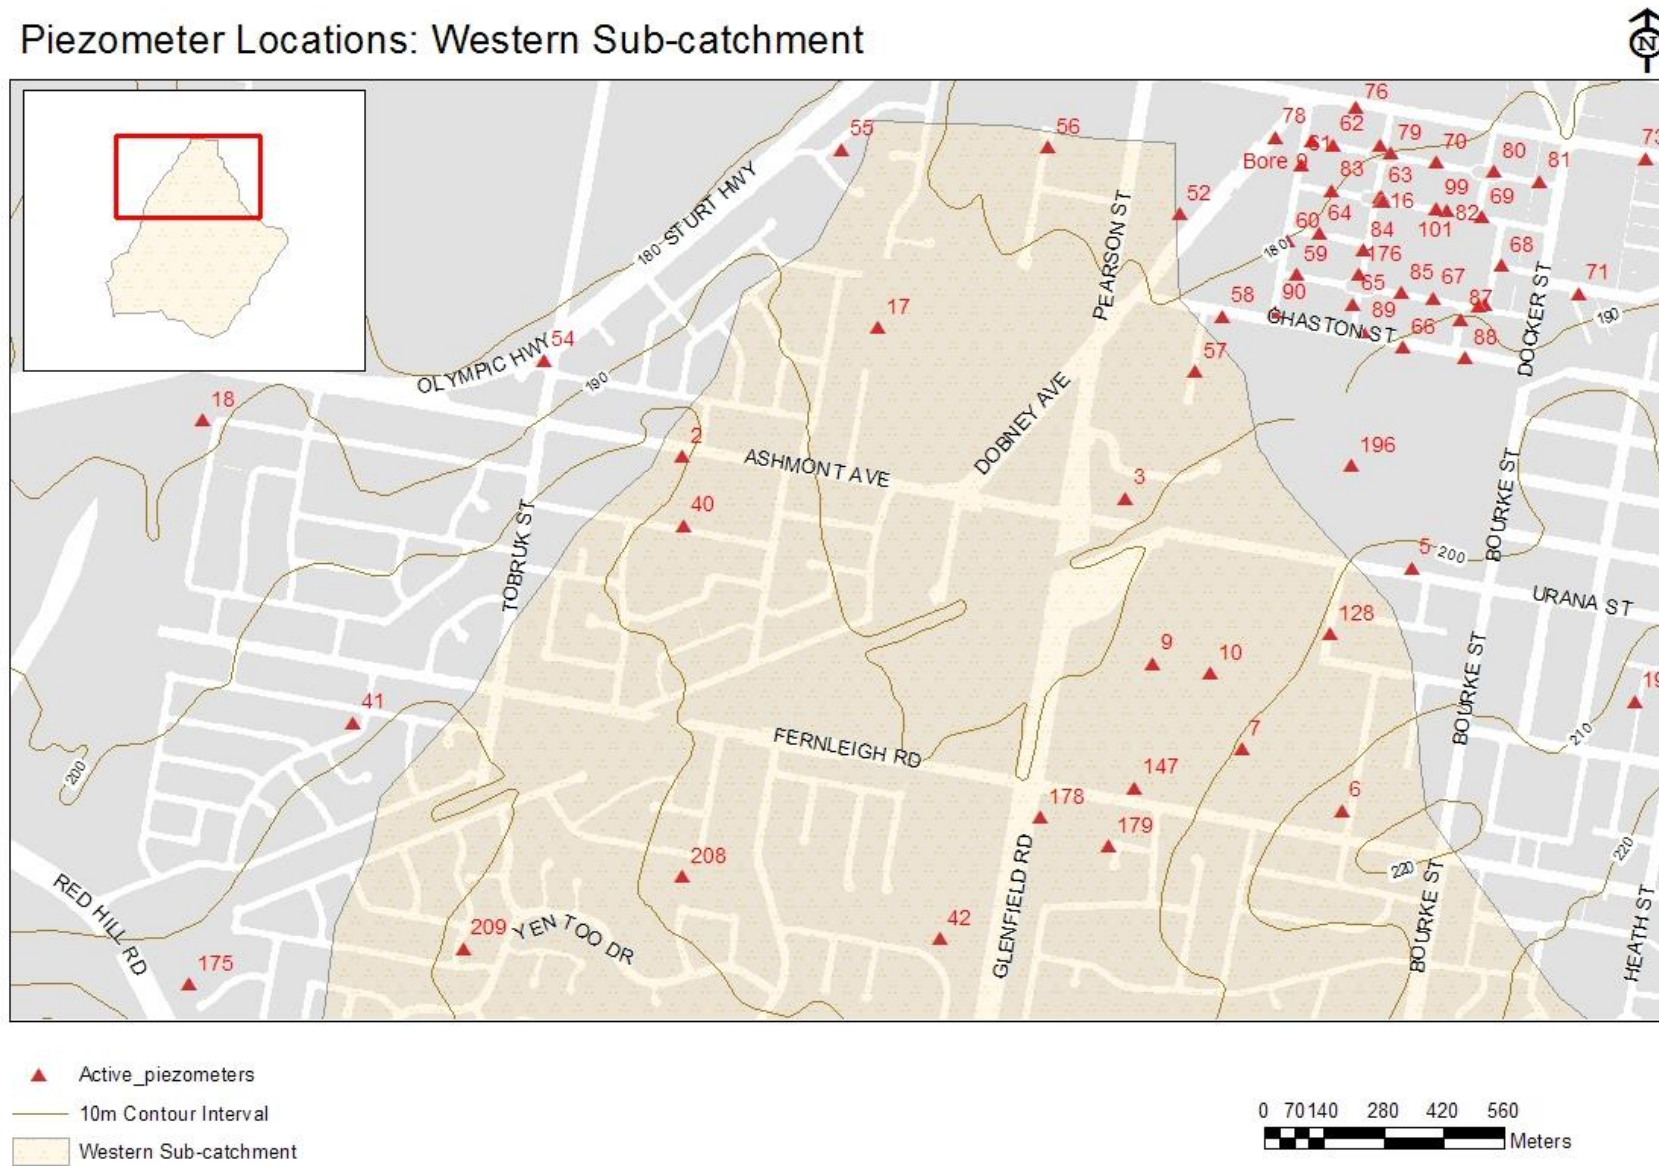 Piezometer Locations: Western Sub-catchment
N
76
78
62
61
79
70
80
81
73
55
56
Bore 9
83
63
52
64
16
99
69
60
84
101
82
180
STURT HWY
180
59
176
68
PEARSON ST
65
85
67
71
17
58
90
89
87
DOCKER ST
190
CHASTON ST
66
88
54
57
OLYMPIC HWY
190
18
DOBNEY AVE
2
ASHMONT AVE
196
3
BOURKE ST
40
TOBRUK ST
5
200
URANA ST
128
9
10
BOURKE ST
19
41
7
210
FERNLEIGH RD
200
147
6
178
179
220
208
220
GLENFIELD RD
BOURKE ST
HEATH ST
RED HILL RD
209
YEN TOO DR
42
175
Active_piezometers
10m Contour Interval
Western Sub-catchment
0 70 140 280 420 560
Meters